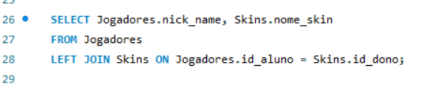 26 SELECT Jogadores.nick_name, Skins.nome_skin
27 FROM Jogadores
28 LEFT JOIN Skins ON Jogadores.id_aluno = Skins.id_dono;
29